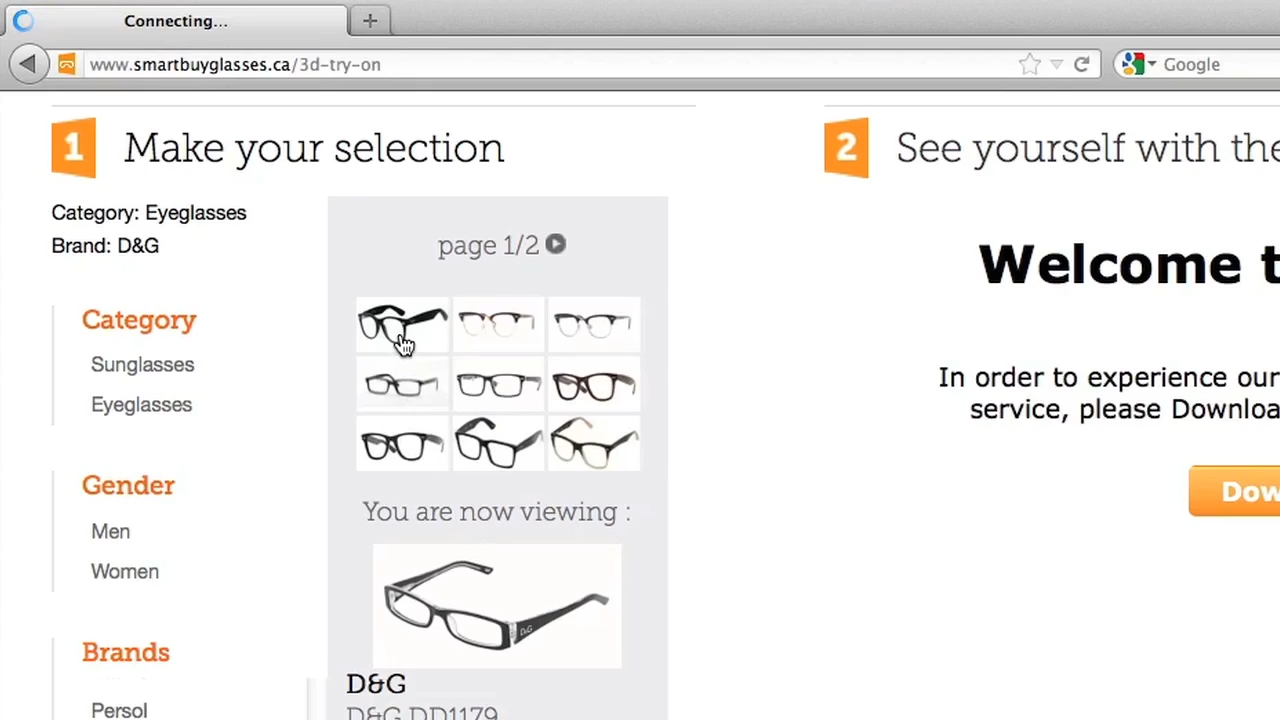 Connecting...
www.smartbuyglasses.ca/3d-try-on
Google
1 Make your selection
Category: Eyeglasses
Brand: D&G
page 1/2
Category
Sunglasses
Eyeglasses
Gender
Men
Women
Brands
Persol
You are now viewing :
D&G
D&G
D&G DD1179
2 See yourself with the
Welcome t
In order to experience our
service, please Downloa
Dow